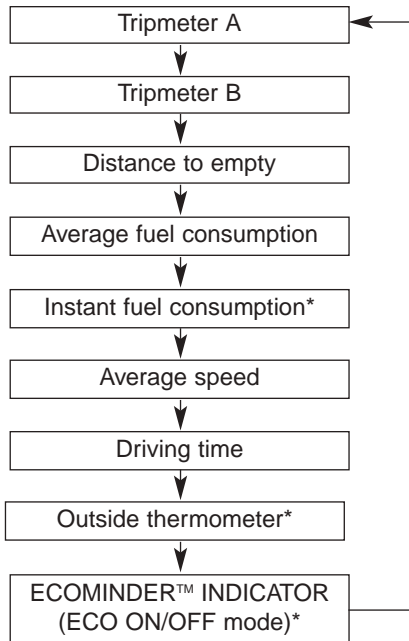 Tripmeter A
Tripmeter B
Distance to empty
Average fuel consumption
Instant fuel consumption*
Average speed
Driving time
Outside thermometer*
ECOMINDER™ INDICATOR
(ECO ON/OFF mode)*